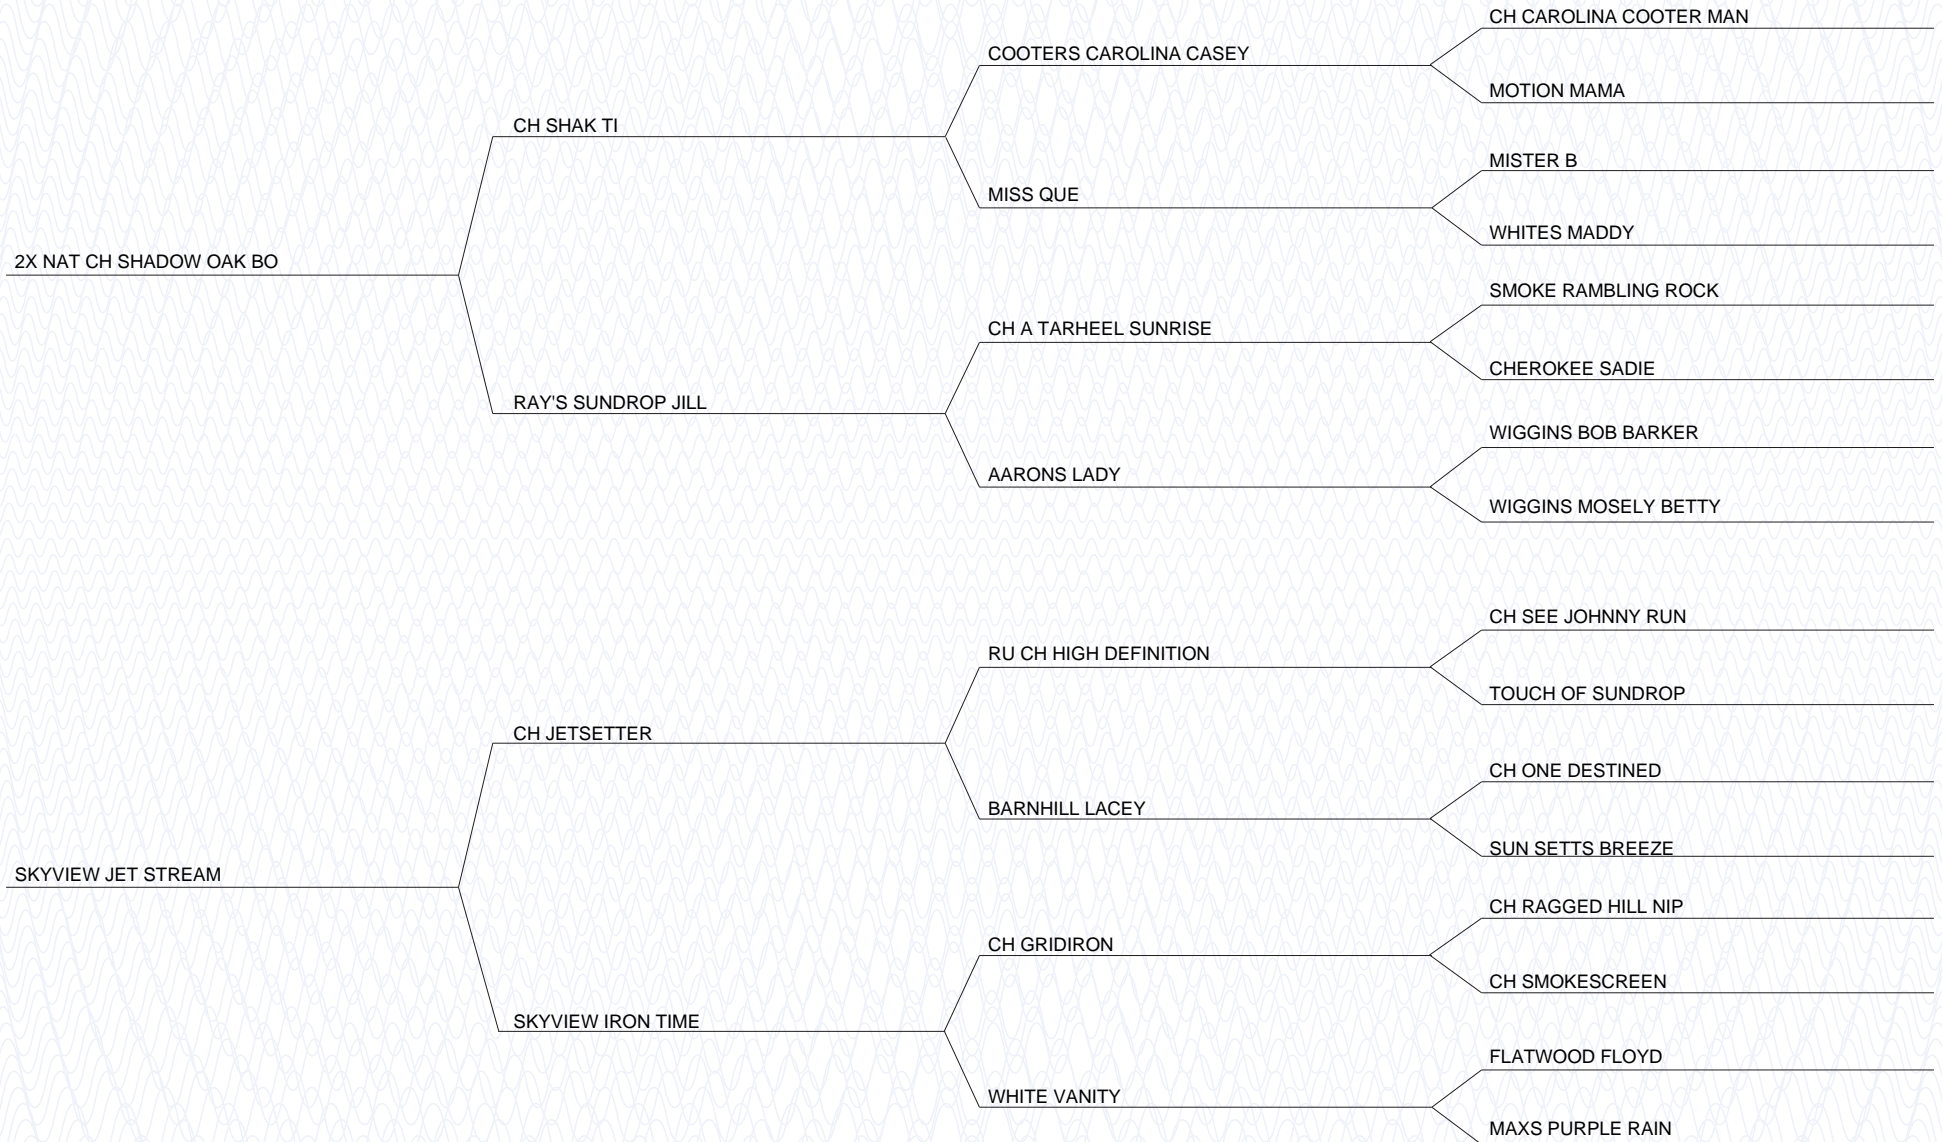 CH CAROLINA COOTER MAN
COOTERS CAROLINA CASEY
MOTION MAMA
CH SHAK TI
MISTER B
MISS QUE
WHITES MADDY
2X NAT CH SHADOW OAK BO
SMOKE RAMBLING ROCK
CH A TARHEEL SUNRISE
CHEROKEE SADIE
RAY'S SUNDROP JILL
WIGGINS BOB BARKER
AARONS LADY
WIGGINS MOSELY BETTY
CH SEE JOHNNY RUN
RU CH HIGH DEFINITION
TOUCH OF SUNDROP
CH JETSETTER
CH ONE DESTINED
BARNHILL LACEY
SUN SETTS BREEZE
SKYVIEW JET STREAM
CH RAGGED HILL NIP
CH GRIDIRON
CH SMOKESCREEN
SKYVIEW IRON TIME
FLATWOOD FLOYD
WHITE VANITY
MAXS PURPLE RAIN